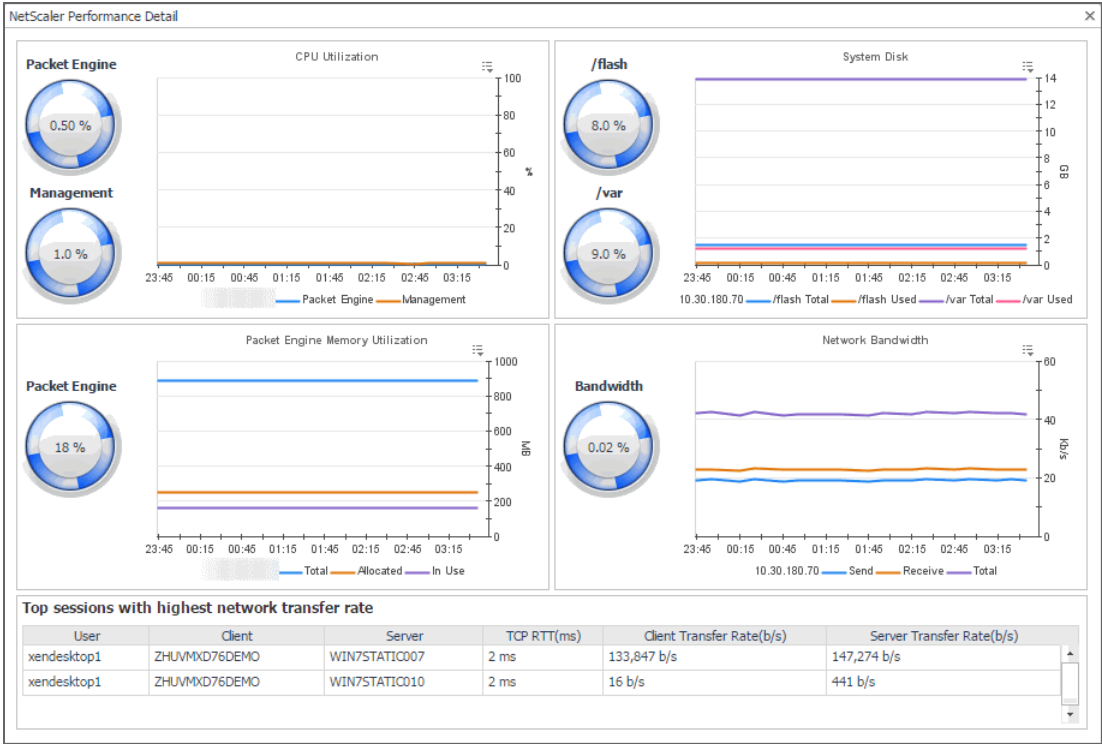 NetScaler Performance Detail
Packet Engine
0.50 %
Management
1.0 %
CPU Utilization
100
80
60
40
20
0
%
23:45 00:15 00:45 01:15 01:45 02:15 02:45 03:15
Packet Engine Management
/flash
8.0 %
/var
9.0 %
System Disk
14
12
10
8
6
4
2
0
GB
23:45 00:15 00:45 01:15 01:45 02:15 02:45 03:15
10.30.180.70 /flash Total /flash Used /var Total /var Used
Packet Engine
18 %
Packet Engine Memory Utilization
1000
800
600
400
200
0
MB
23:45 00:15 00:45 01:15 01:45 02:15 02:45 03:15
Total Allocated In Use
Bandwidth
0.02 %
Network Bandwidth
60
40
20
0
Kb/s
23:45 00:15 00:45 01:15 01:45 02:15 02:45 03:15
10.30.180.70 Send Receive Total
Top sessions with highest network transfer rate
User Client Server TCP RTT(ms) Client Transfer Rate(b/s) Server Transfer Rate(b/s)
xendesktop1 ZHUVMXD76DEMO WIN7STATIC007 2 ms 133,847 b/s 147,274 b/s
xendesktop1 ZHUVMXD76DEMO WIN7STATIC010 2 ms 16 b/s 441 b/s